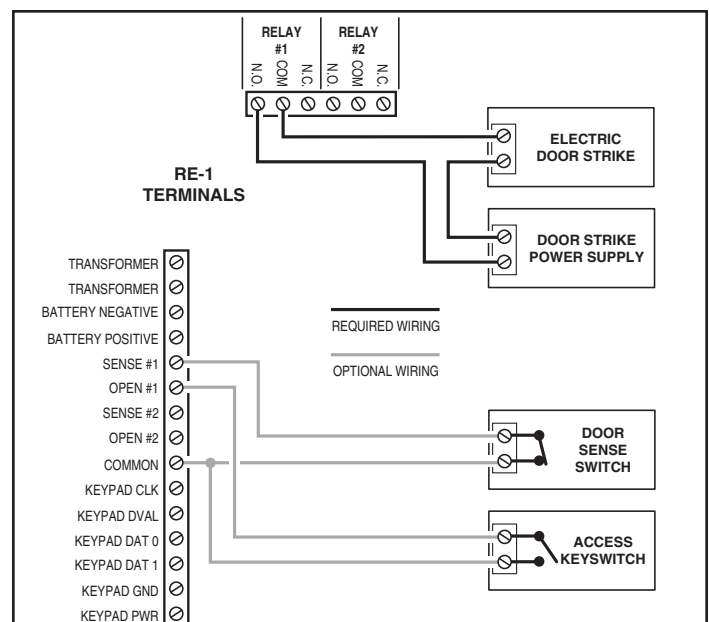 RELAY #1
RELAY #2
N.O.
COM
N.C.
N.O.
COM
N.C.
ELECTRIC
DOOR STRIKE
RE-1
TERMINALS
DOOR STRIKE
POWER SUPPLY
TRANSFORMER
TRANSFORMER
BATTERY NEGATIVE
BATTERY POSITIVE
SENSE #1
OPEN #1
SENSE #2
OPEN #2
COMMON
KEYPAD CLK
KEYPAD DVAL
KEYPAD DAT 0
KEYPAD DAT 1
KEYPAD GND
KEYPAD PWR
REQUIRED WIRING
OPTIONAL WIRING
DOOR
SENSE
SWITCH
ACCESS
KEYSWITCH